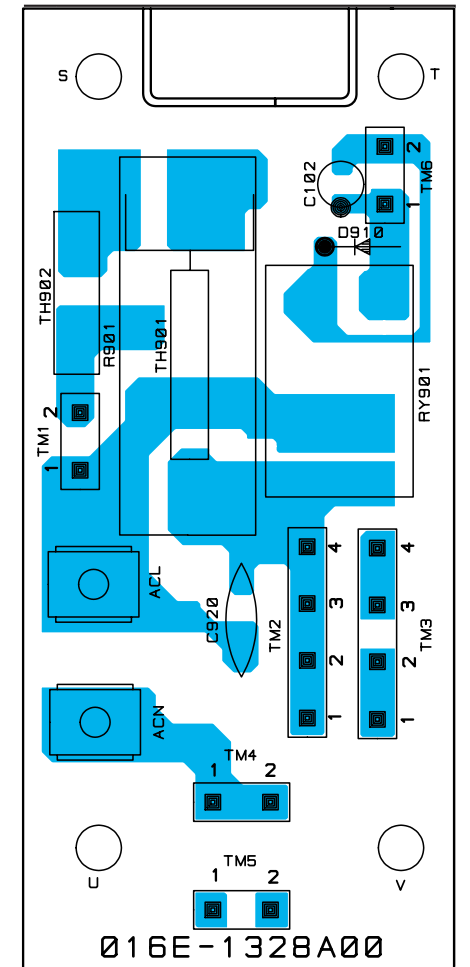 S
T
C102
2
TM6
1
D910
TH902
R901
TH901
RY901
2
TM1
1
4
4
ACL
3
3
C920
TM2
TM3
2
2
1
1
ACN
TM4
1 2
U
V
TM5
1 2
016E-1328A00